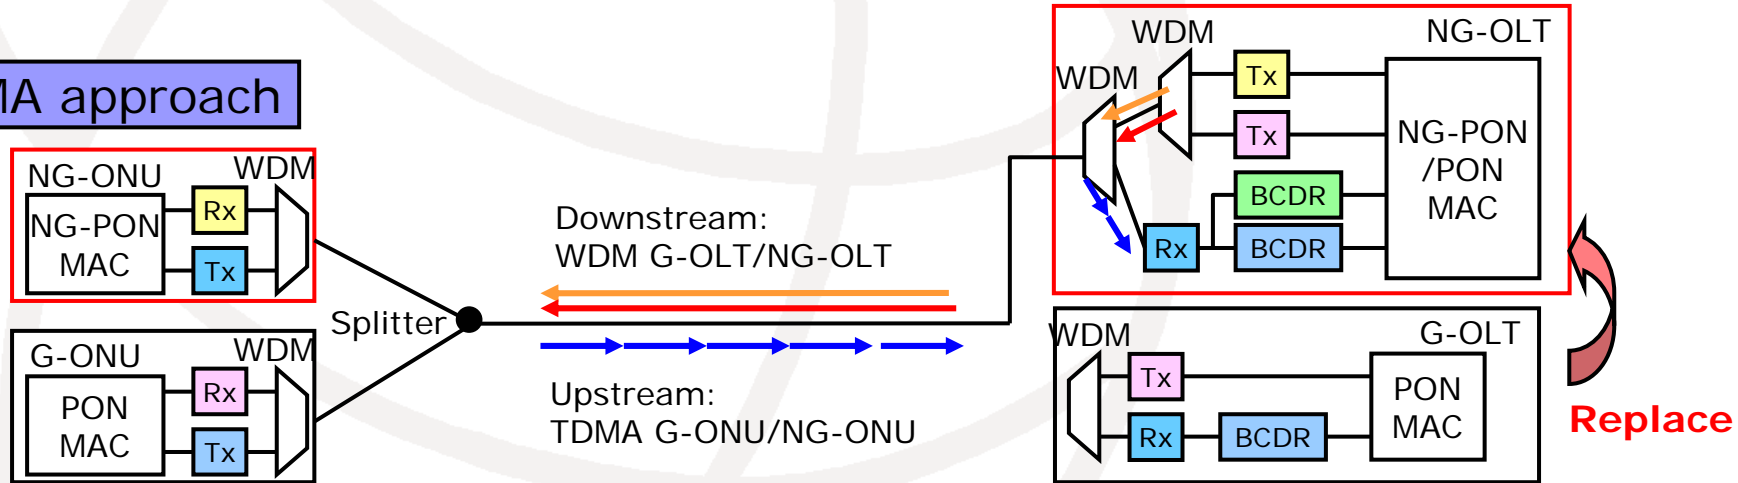 MA approach
NG-ONU
WDM
NG-PON
MAC
Rx
Tx
G-ONU
WDM
PON
MAC
Rx
Tx
Splitter
Downstream:
WDM G-OLT/NG-OLT
Upstream:
TDMA G-ONU/NG-ONU
NG-OLT
WDM
WDM
Tx
Tx
BCDR
Rx
BCDR
NG-PON
/PON
MAC
G-OLT
WDM
Tx
Rx
BCDR
PON
MAC
Replace